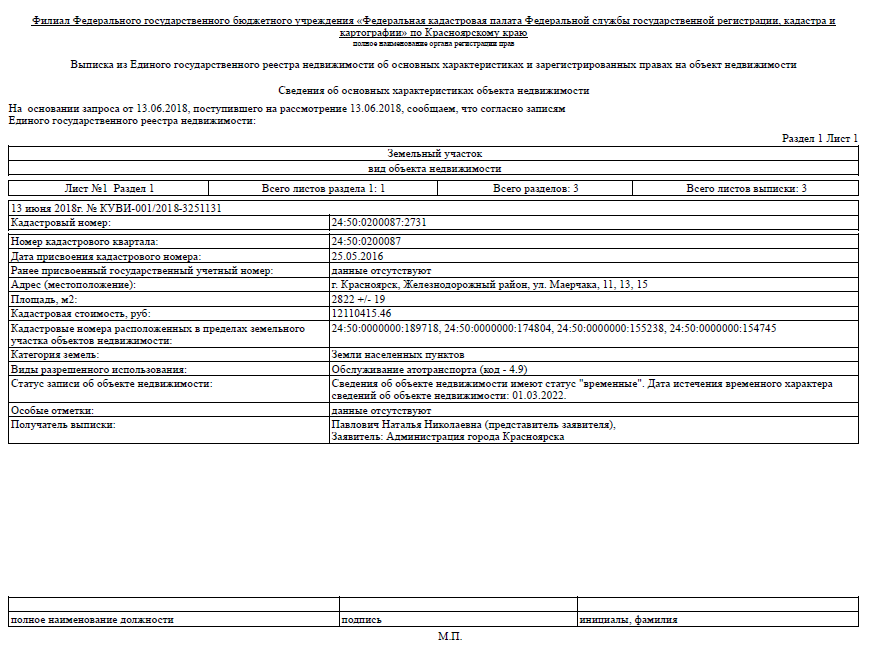 Филиал Федерального государственного бюджетного учреждения «Федеральная кадастровая палата Федеральной службы государственной регистрации, кадастра и
картографии» по Красноярскому краю
полное наименование органа регистрации прав
Выписка из Единого государственного реестра недвижимости об основных характеристиках и зарегистрированных правах на объект недвижимости
Сведения об основных характеристиках объекта недвижимости
На основании запроса от 13.06.2018, поступившего на рассмотрение 13.06.2018, сообщаем, что согласно записям
Единого государственного реестра недвижимости:
Раздел 1 Лист 1
Земельный участок
вид объекта недвижимости
Лист №1 Раздел 1 Всего листов раздела 1: 1 Всего разделов: 3 Всего листов выписки: 3
13 июня 2018г. № КУВИ-001/2018-3251131
Кадастровый номер: 24:50:0200087:2731
Номер кадастрового квартала: 24:50:0200087
Дата присвоения кадастрового номера: 25.05.2016
Ранее присвоенный государственный учетный номер: данные отсутствуют
Адрес (местоположение): г. Красноярск, Железнодорожный район, ул. Маерчака, 11, 13, 15
Площадь, м2: 2822 +/- 19
Кадастровая стоимость, руб: 12110415.46
Кадастровые номера расположенных в пределах земельного 24:50:0000000:189718, 24:50:0000000:174804, 24:50:0000000:155238, 24:50:0000000:154745
участка объектов недвижимости:
Категория земель: Земли населенных пунктов
Виды разрешенного использования: Обслуживание атотранспорта (код - 4.9)
Статус записи об объекте недвижимости: Сведения об объекте недвижимости имеют статус "временные". Дата истечения временного характера
сведений об объекте недвижимости: 01.03.2022.
Особые отметки: данные отсутствуют
Получатель выписки: Павлович Наталья Николаевна (представитель заявителя),
Заявитель: Администрация города Красноярска
полное наименование должности подпись инициалы, фамилия
М.П.